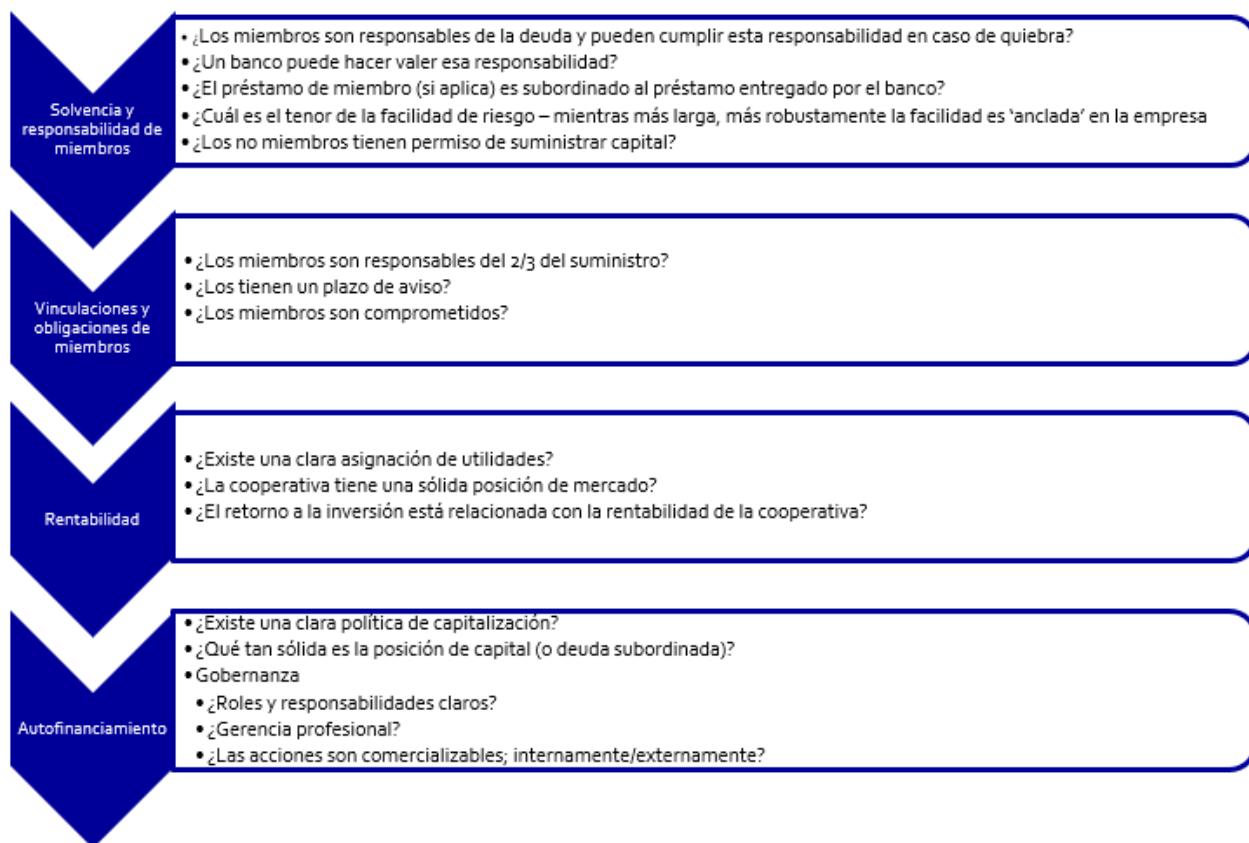 Solvencia y
responsabilidad de
miembros
• ¿Los miembros son responsables de la deuda y pueden cumplir esta responsabilidad en caso de quiebra?
• ¿Un banco puede hacer valer esa responsabilidad?
• ¿El préstamo de miembro (si aplica) es subordinado al préstamo entregado por el banco?
• ¿Cuál es el tenor de la facilidad de riesgo – mientras más larga, más robustamente la facilidad es ‘anclada’ en la empresa
• ¿Los no miembros tienen permiso de suministrar capital?
Vinculaciones y
obligaciones de
miembros
• ¿Los miembros son responsables del 2/3 del suministro?
• ¿Los tienen un plazo de aviso?
• ¿Los miembros son comprometidos?
Rentabilidad
• ¿Existe una clara asignación de utilidades?
• ¿La cooperativa tiene una sólida posición de mercado?
• ¿El retorno a la inversión está relacionada con la rentabilidad de la cooperativa?
Autofinanciamiento
• ¿Existe una clara política de capitalización?
• ¿Qué tan sólida es la posición de capital (o deuda subordinada)?
• Gobernanza
• ¿Roles y responsabilidades claros?
• ¿Gerencia profesional?
• ¿Las acciones son comercializables; internamente/externamente?